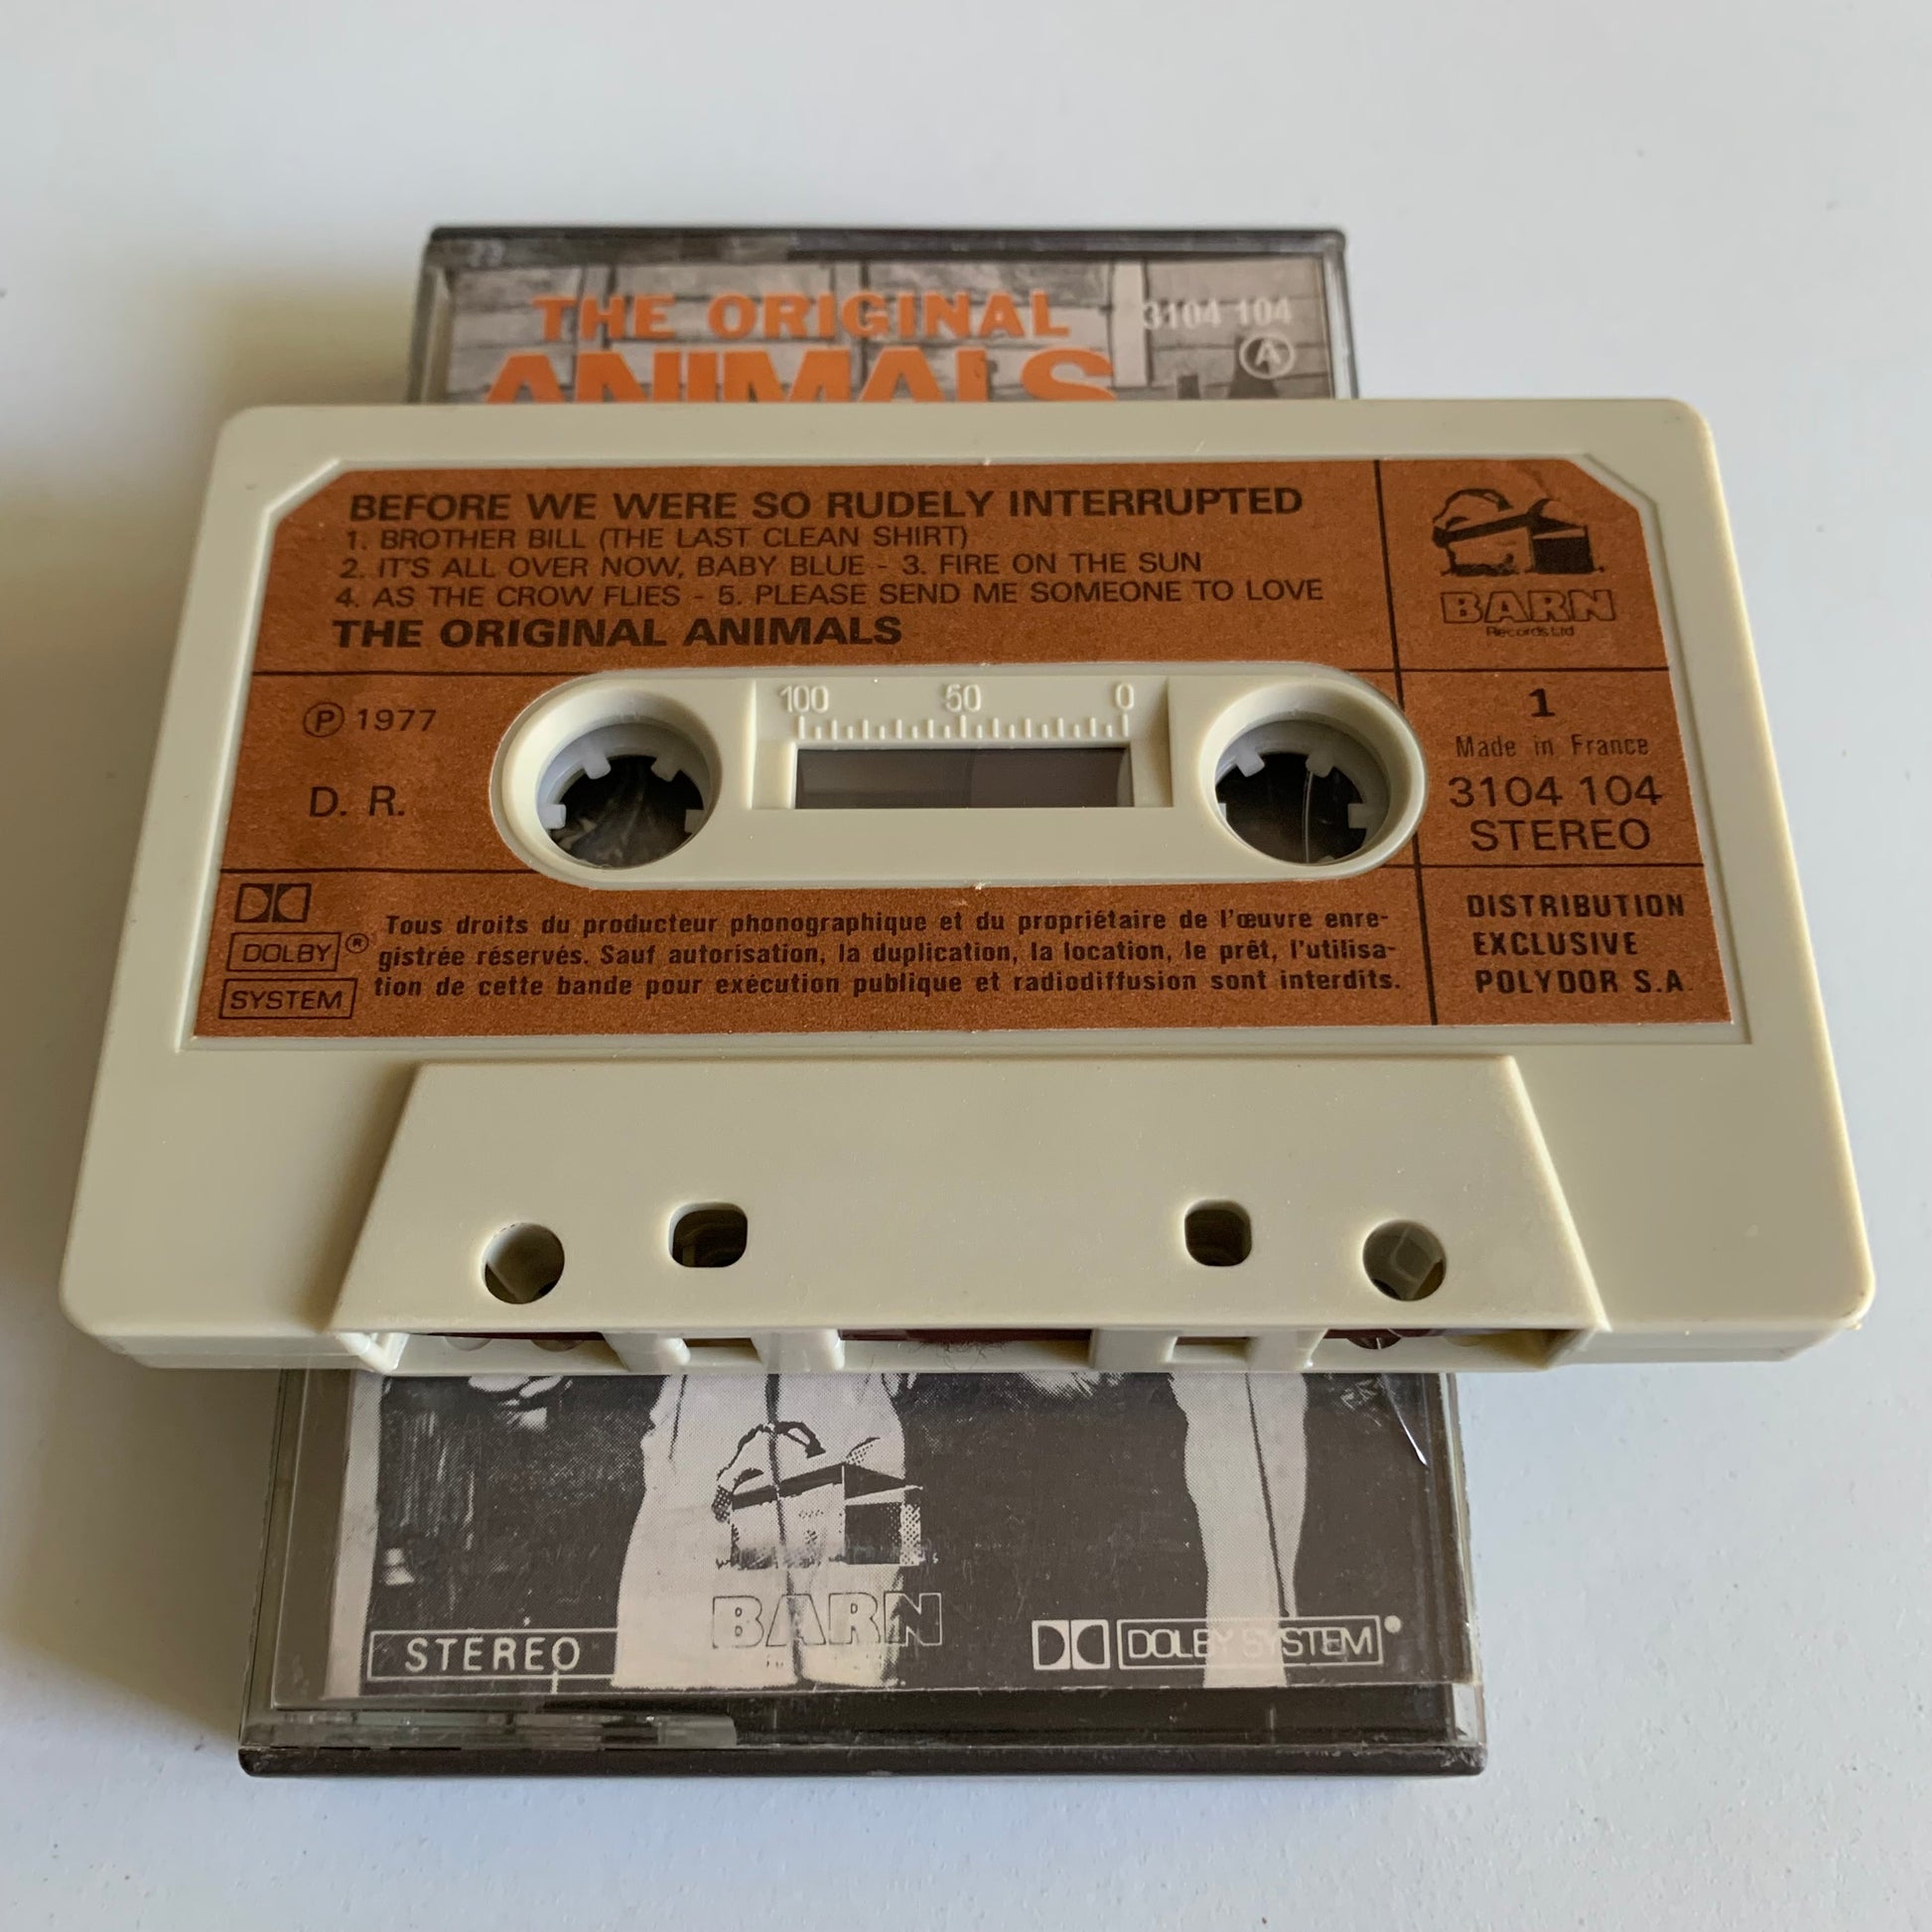 THE ORIGINAL
ANIMALS
3104 104
A
BEFORE WE WERE SO RUDELY INTERRUPTED
1. BROTHER BILL (THE LAST CLEAN SHIRT)
2. IT'S ALL OVER NOW, BABY BLUE - 3. FIRE ON THE SUN
4. AS THE CROW FLIES - 5. PLEASE SEND ME SOMEONE TO LOVE
THE ORIGINAL ANIMALS
BARN
Records Ltd
℗ 1977
D. R.
100 50 0
1
Made in France
3104 104
STEREO
DOLBY®
SYSTEM
Tous droits du producteur phonographique et du propriétaire de l'œuvre enre-
gistrée réservés. Sauf autorisation, la duplication, la location, le prêt, l'utilisa-
tion de cette bande pour exécution publique et radiodiffusion sont interdits.
DISTRIBUTION
EXCLUSIVE
POLYDOR S.A.
BARN
STEREO
DOLBY SYSTEM